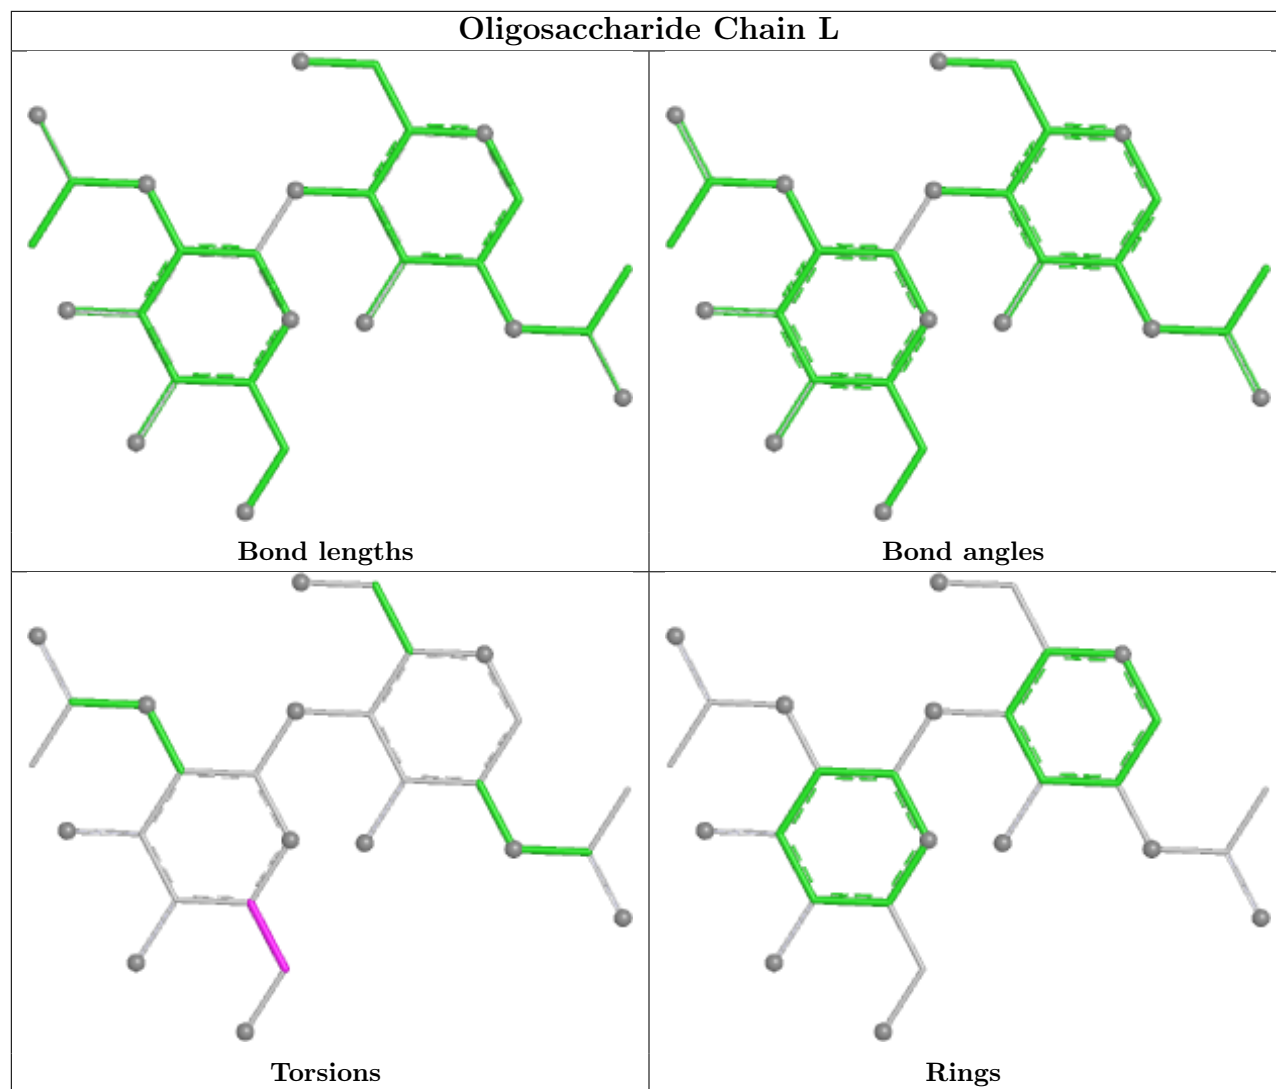 Oligosaccharide Chain L
Bond lengths
Bond angles
Torsions
Rings